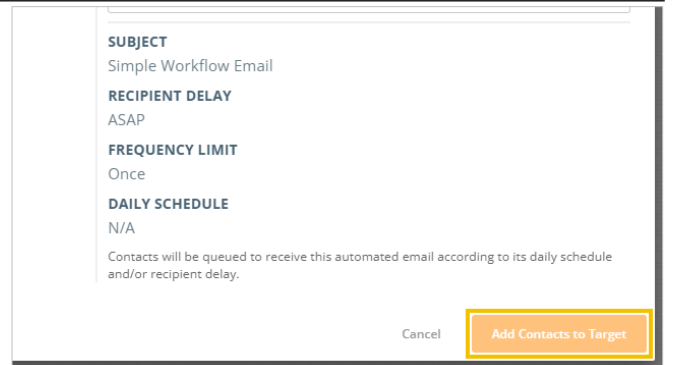 SUBJECT
Simple Workflow Email
RECIPIENT DELAY
ASAP
FREQUENCY LIMIT
Once
DAILY SCHEDULE
N/A
Contacts will be queued to receive this automated email according to its daily schedule
and/or recipient delay.
Cancel Add Contacts to Target